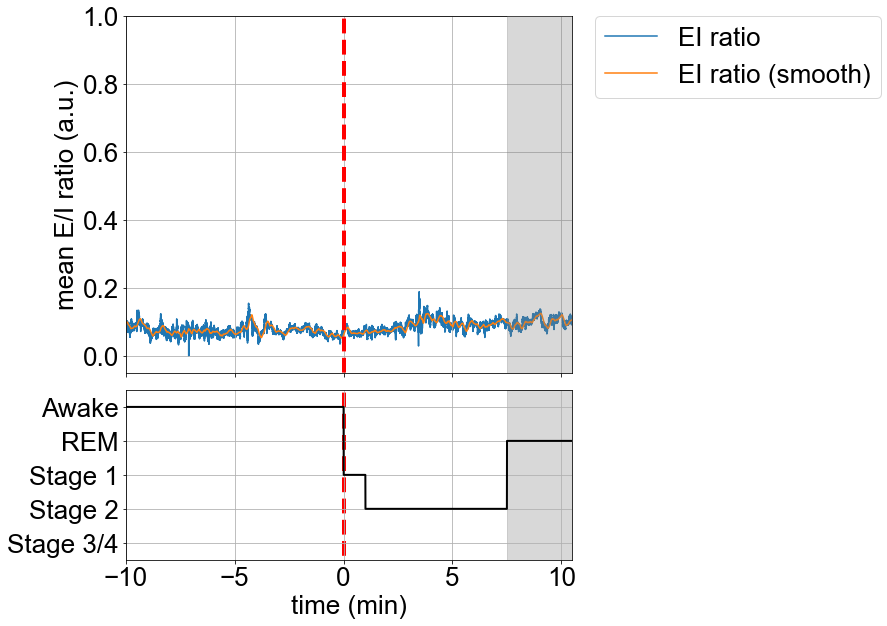 1.0
0.8
0.6
0.4
0.2
0.0
mean E/I ratio (a.u.)
EI ratio
EI ratio (smooth)
Awake
REM
Stage 1
Stage 2
Stage 3/4
−10
−5
0
5
10
time (min)